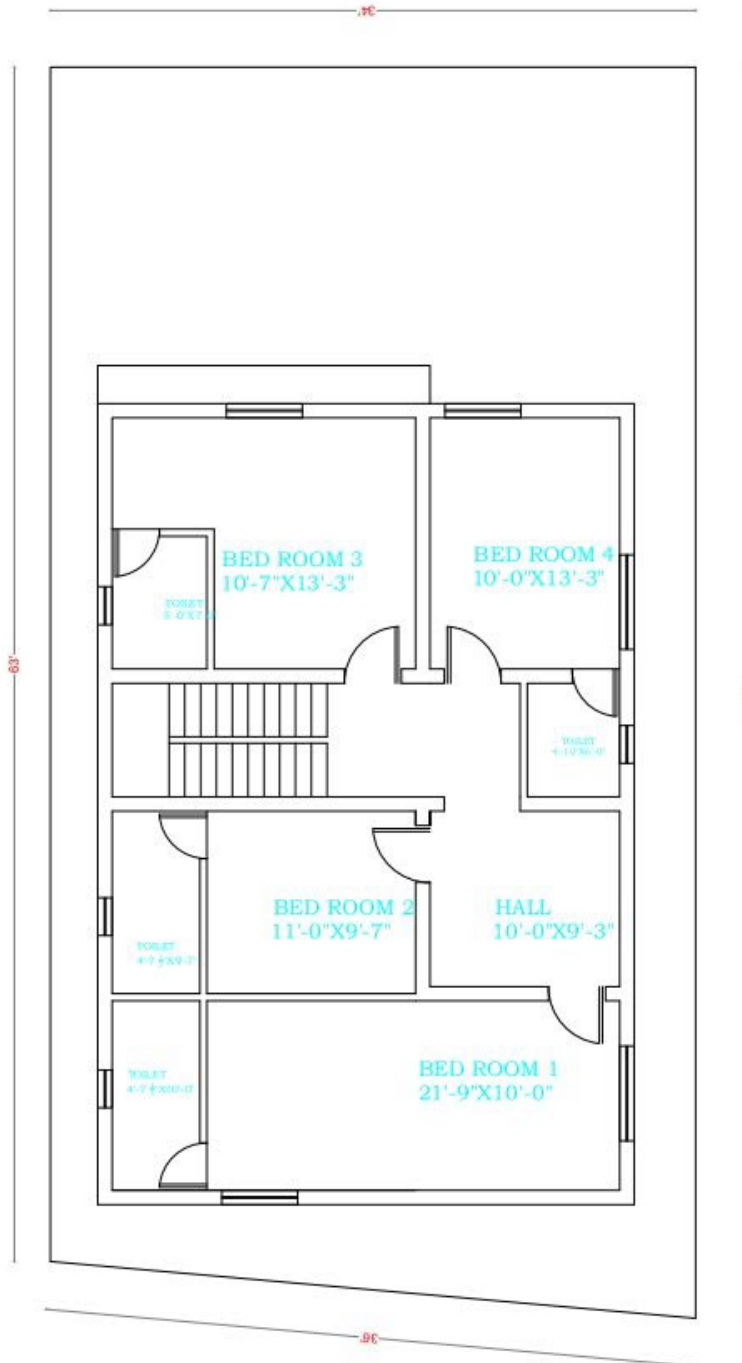 34'
63'
BED ROOM 3
10'-7"X13'-3"
BED ROOM 4
10'-0"X13'-3"
TOILET
TOILET
BED ROOM 2
11'-0"X9'-7"
HALL
10'-0"X9'-3"
TOILET
TOILET
BED ROOM 1
21'-9"X10'-0"
36'